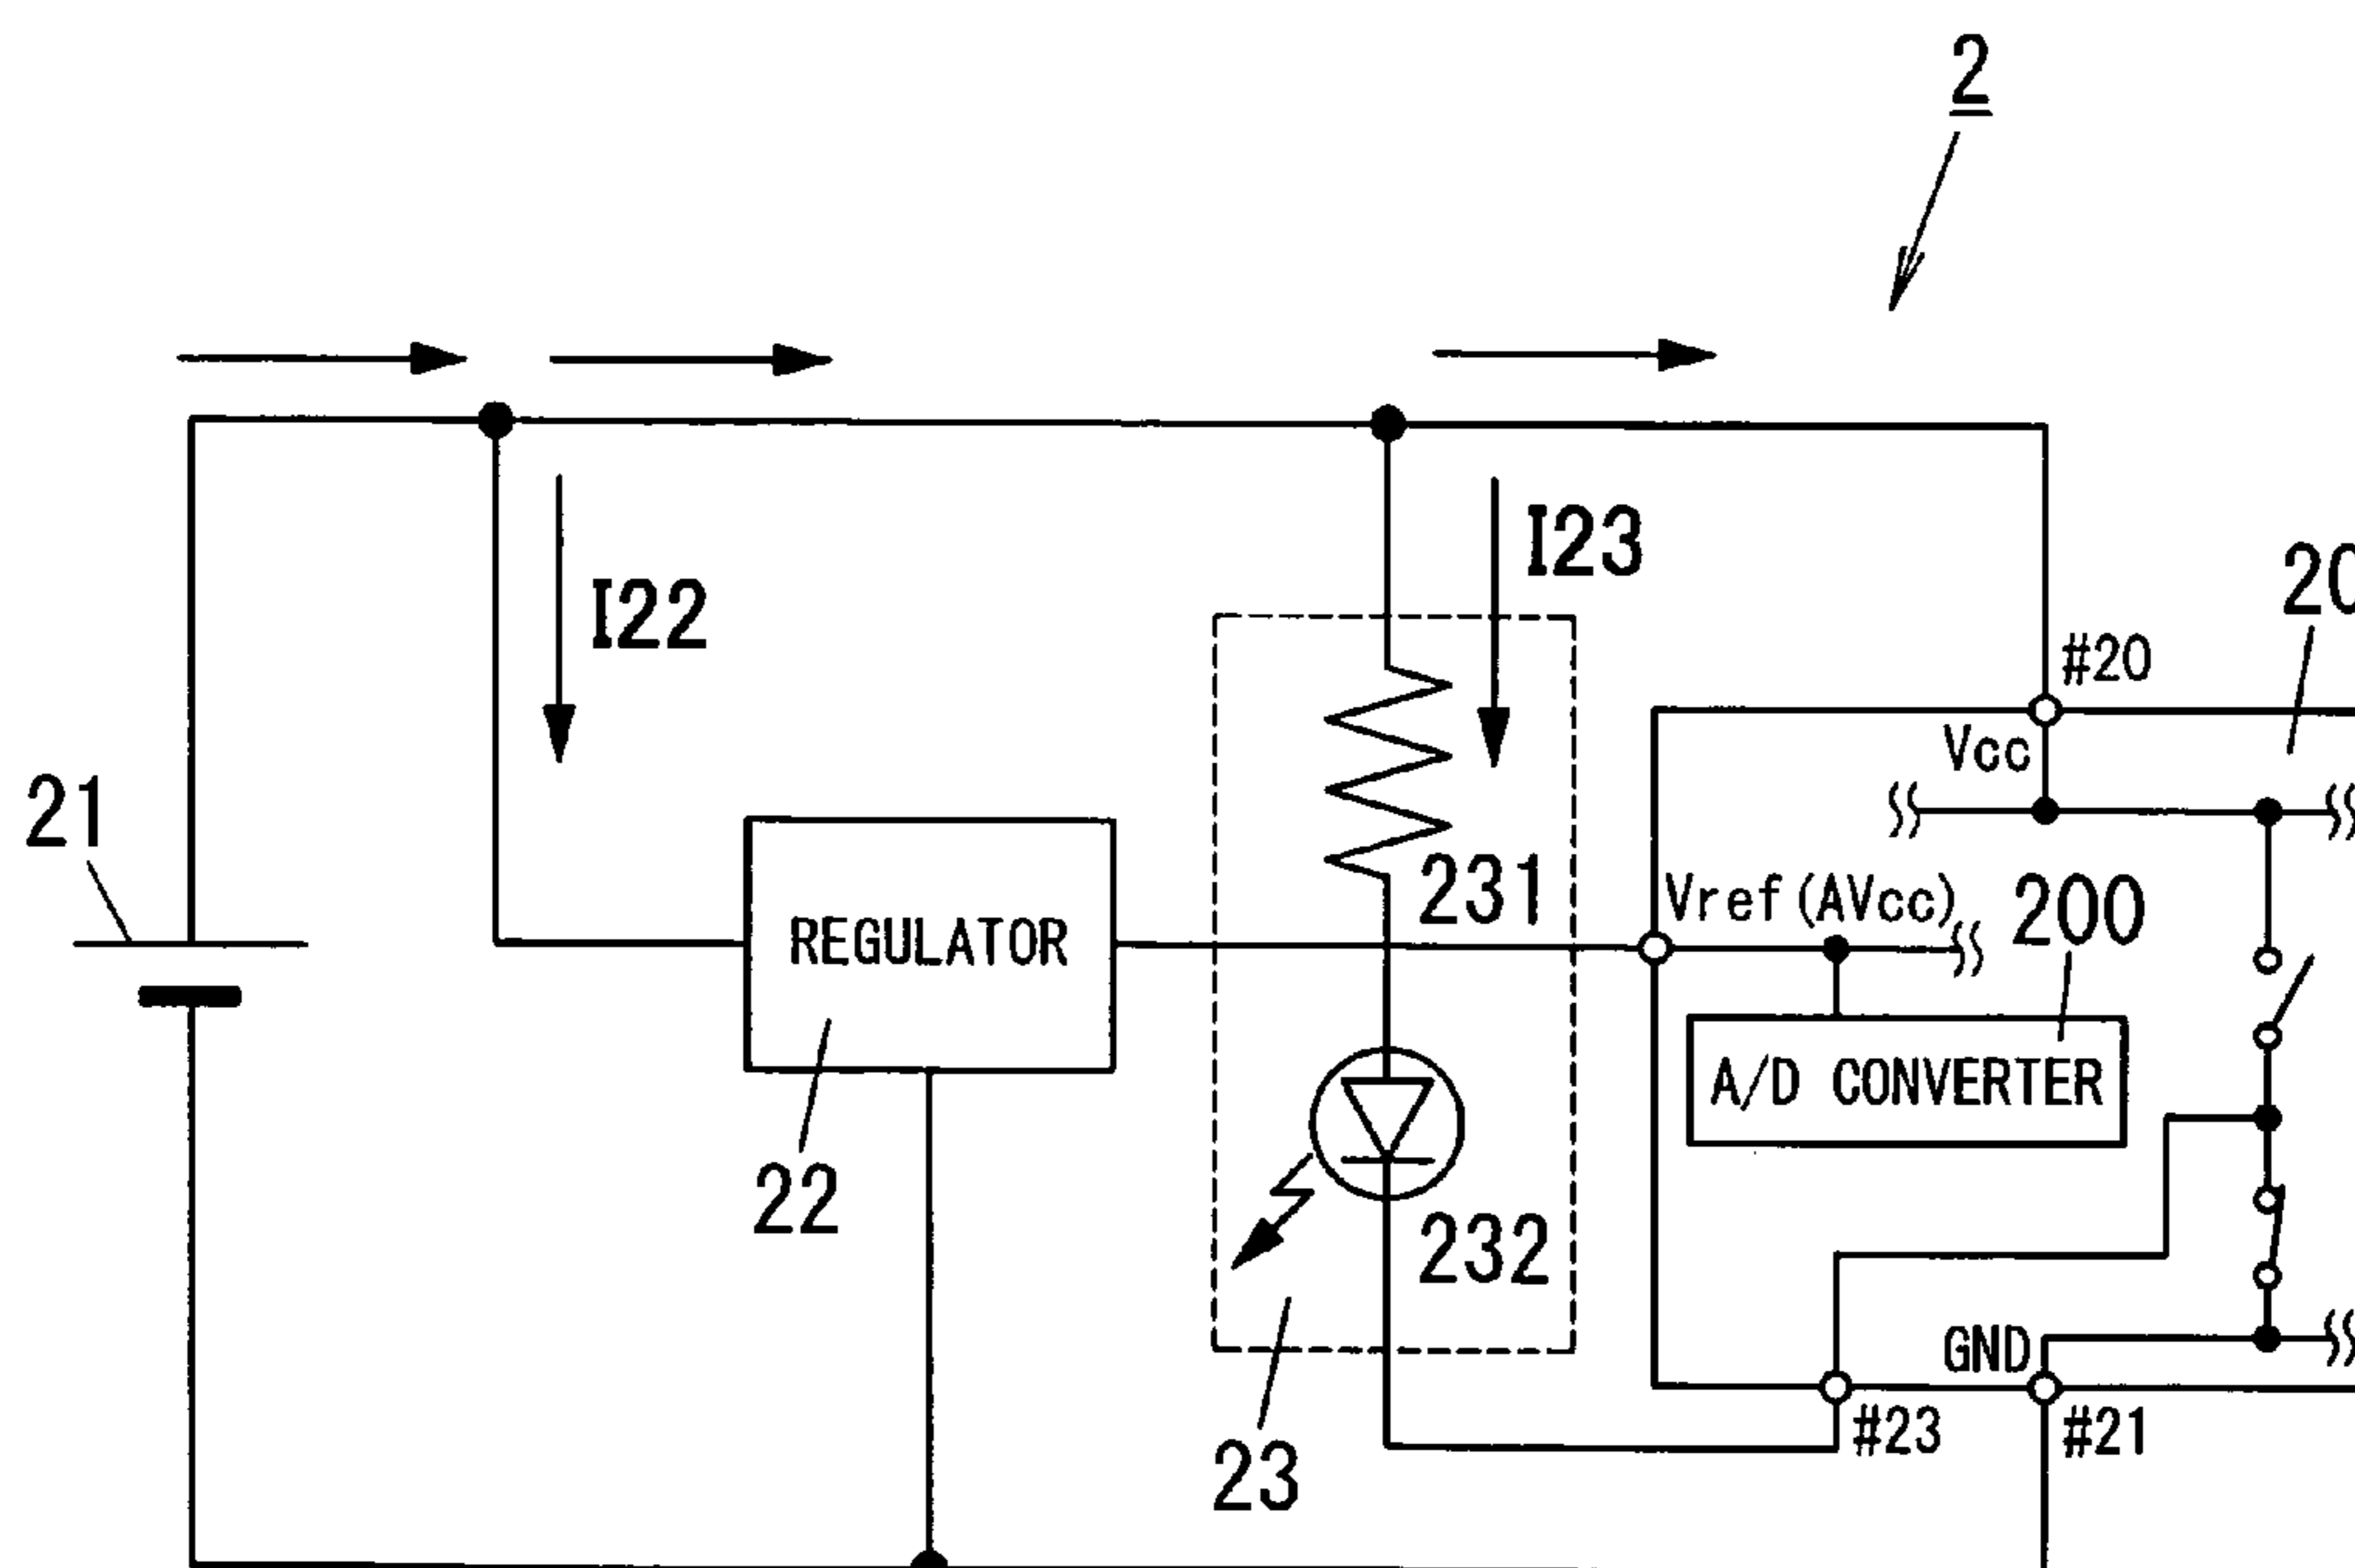 2
I22
I23
20
#20
Vcc
21
231
Vref(AVcc)
200
REGULATOR
A/D CONVERTER
22
232
GND
23
#23
#21